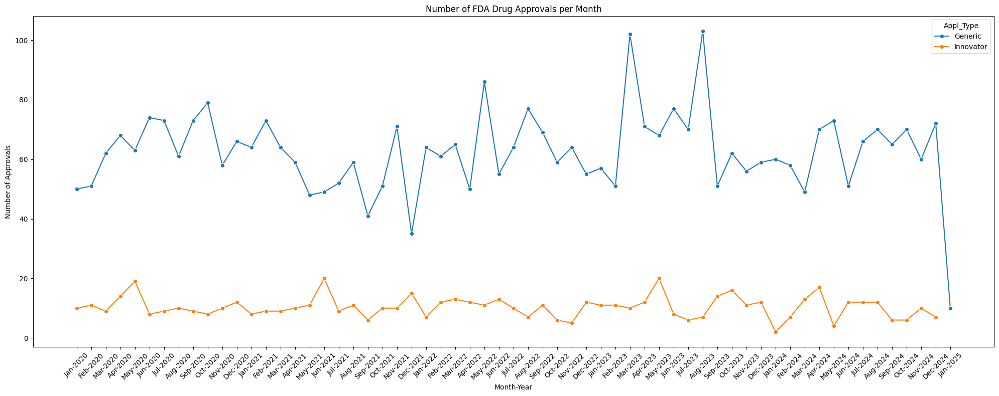 Number of FDA Drug Approvals per Month
Appl_Type
Generic
Innovator
Number of Approvals
100
80
60
40
20
0
Jan-2020
Feb-2020
Mar-2020
Apr-2020
May-2020
Jun-2020
Jul-2020
Aug-2020
Sep-2020
Oct-2020
Nov-2020
Dec-2020
Jan-2021
Feb-2021
Mar-2021
Apr-2021
May-2021
Jun-2021
Jul-2021
Aug-2021
Sep-2021
Oct-2021
Nov-2021
Dec-2021
Jan-2022
Feb-2022
Mar-2022
Apr-2022
May-2022
Jun-2022
Jul-2022
Aug-2022
Sep-2022
Oct-2022
Nov-2022
Dec-2022
Jan-2023
Feb-2023
Mar-2023
Apr-2023
May-2023
Jun-2023
Jul-2023
Aug-2023
Sep-2023
Oct-2023
Nov-2023
Dec-2023
Jan-2024
Feb-2024
Mar-2024
Apr-2024
May-2024
Jun-2024
Jul-2024
Aug-2024
Sep-2024
Oct-2024
Nov-2024
Dec-2024
Jan-2025
Month-Year